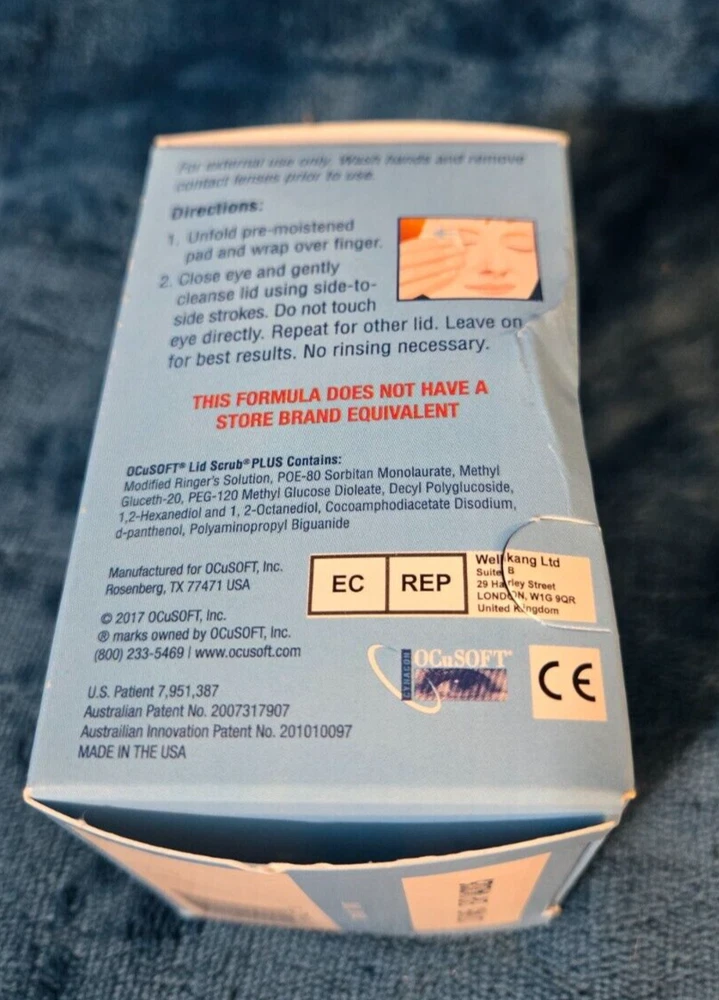 For external use only. Wash hands and remove
contact lenses prior to use.
Directions:
1. Unfold pre-moistened
pad and wrap over finger.
2. Close eye and gently
cleanse lid using side-to-
side strokes. Do not touch
eye directly. Repeat for other lid. Leave on
for best results. No rinsing necessary.
THIS FORMULA DOES NOT HAVE A
STORE BRAND EQUIVALENT
OCuSOFT® Lid Scrub® PLUS Contains:
Modified Ringer's Solution, POE-80 Sorbitan Monolaurate, Methyl
Gluceth-20, PEG-120 Methyl Glucose Dioleate, Decyl Polyglucoside,
1,2-Hexanediol and 1, 2-Octanediol, Cocoamphodiacetate Disodium,
d-panthenol, Polyaminopropyl Biguanide
Manufactured for OCuSOFT, Inc.
Rosenberg, TX 77471 USA
EC REP
Wellkang Ltd
Suite B
29 Harley Street
LONDON, W1G 9QR
United Kingdom
© 2017 OCuSOFT, Inc.
® marks owned by OCuSOFT, Inc.
(800) 233-5469 | www.ocusoft.com
CYNACON
OCuSOFT®
CE
U.S. Patient 7,951,387
Australian Patent No. 2007317907
Austrailian Innovation Patent No. 201010097
MADE IN THE USA